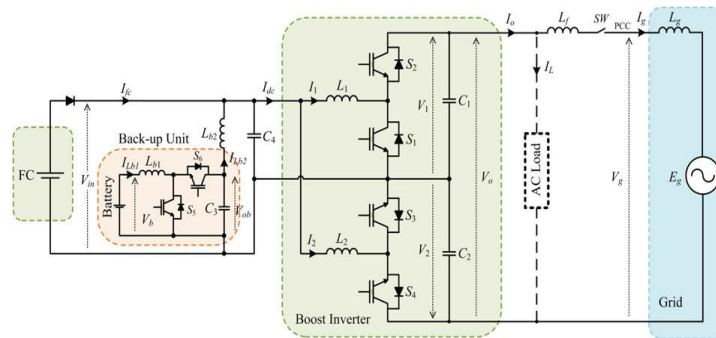 I_o
L_f
SW
PCC
I_g
L_g
S_2
I_L
I_fc
I_dc
I_1
L_1
V_1
C_1
L_b2
C_4
Back-up Unit
S_1
V_o
FC
V_in
I_Lb1
L_b1
S_6
I_Lb2
AC Load
V_g
E_g
Battery
V_b
S_5
C_3
V_ob
S_3
I_2
L_2
V_2
C_2
S_4
Boost Inverter
Grid